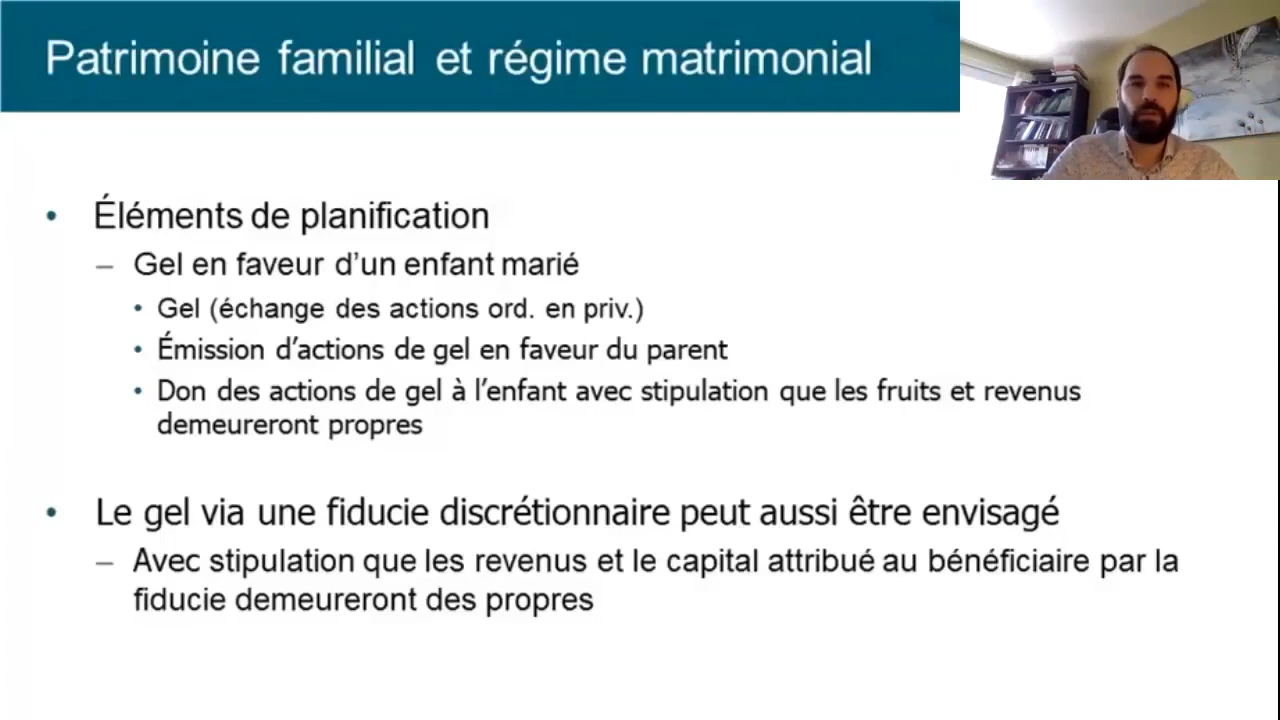 Patrimoine familial et régime matrimonial
• Éléments de planification
– Gel en faveur d'un enfant marié
• Gel (échange des actions ord. en priv.)
• Émission d'actions de gel en faveur du parent
• Don des actions de gel à l'enfant avec stipulation que les fruits et revenus
demeureront propres
• Le gel via une fiducie discrétionnaire peut aussi être envisagé
– Avec stipulation que les revenus et le capital attribué au bénéficiaire par la
fiducie demeureront des propres